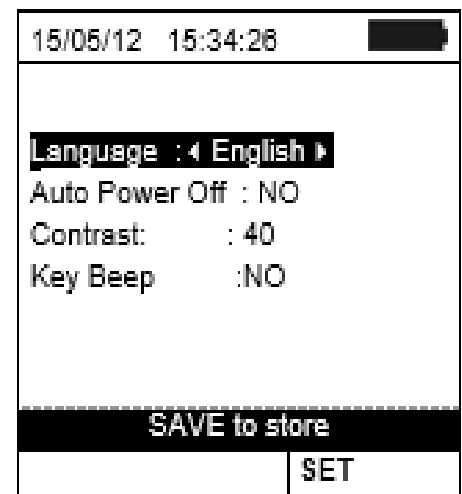 15/05/12 15:34:26
Language : English
Auto Power Off : NO
Contrast: : 40
Key Beep :NO
SAVE to store
SET